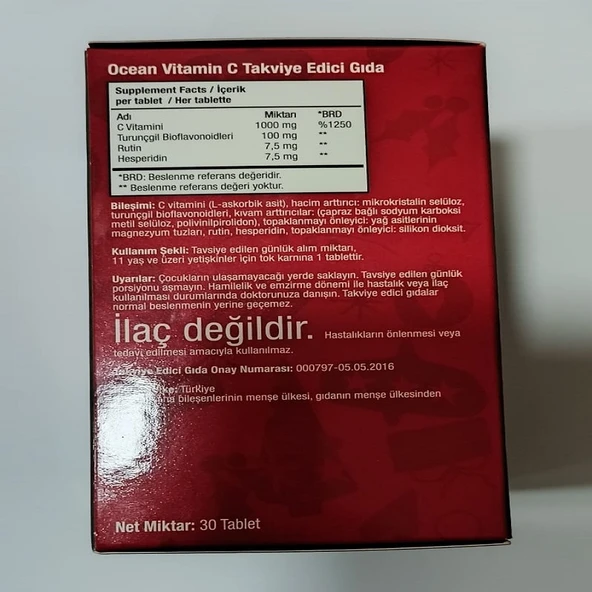 Ocean Vitamin C Takviye Edici Gıda
Supplement Facts / İçerik
per tablet / Her tablette
Adı Miktarı *BRD
C Vitamini 1000 mg %1250
Turunçgil Bioflavonoidleri 100 mg **
Rutin 7,5 mg **
Hesperidin 7,5 mg **
*BRD: Beslenme referans değeridir.
** Beslenme referans değeri yoktur.
Bileşimi: C vitamini (L-askorbik asit), hacim arttırıcı: mikrokristalin selüloz,
turunçgil bioflavonoidleri, kıvam arttırıcılar: (çapraz bağlı sodyum karboksi
metil selüloz, polivinilpirolidon), topaklanmayı önleyici: yağ asitlerinin
magnezyum tuzları, rutin, hesperidin, topaklanmayı önleyici: silikon dioksit.
Kullanım Şekli: Tavsiye edilen günlük alım miktarı,
11 yaş ve üzeri yetişkinler için tok karnına 1 tablettir.
Uyarılar: Çocukların ulaşamayacağı yerde saklayın. Tavsiye edilen günlük
porsiyonu aşmayın. Hamilelik ve emzirme dönemi ile hastalık veya ilaç
kullanılması durumlarında doktorunuza danışın. Takviye edici gıdalar
normal beslenmenin yerine geçemez.
İlaç değildir. Hastalıkların önlenmesi veya
tedavi edilmesi amacıyla kullanılmaz.
Takviye Edici Gıda Onay Numarası: 000797-05.05.2016
Türkiye
bileşenlerinin menşe ülkesi, gıdanın menşe ülkesinden
Net Miktar: 30 Tablet